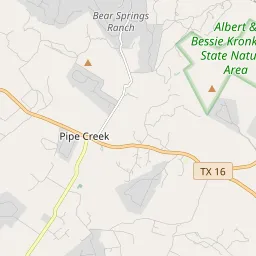 Bear Springs
Ranch
Albert &
Bessie Kronk
State Natu
Area
Pipe Creek
TX 16